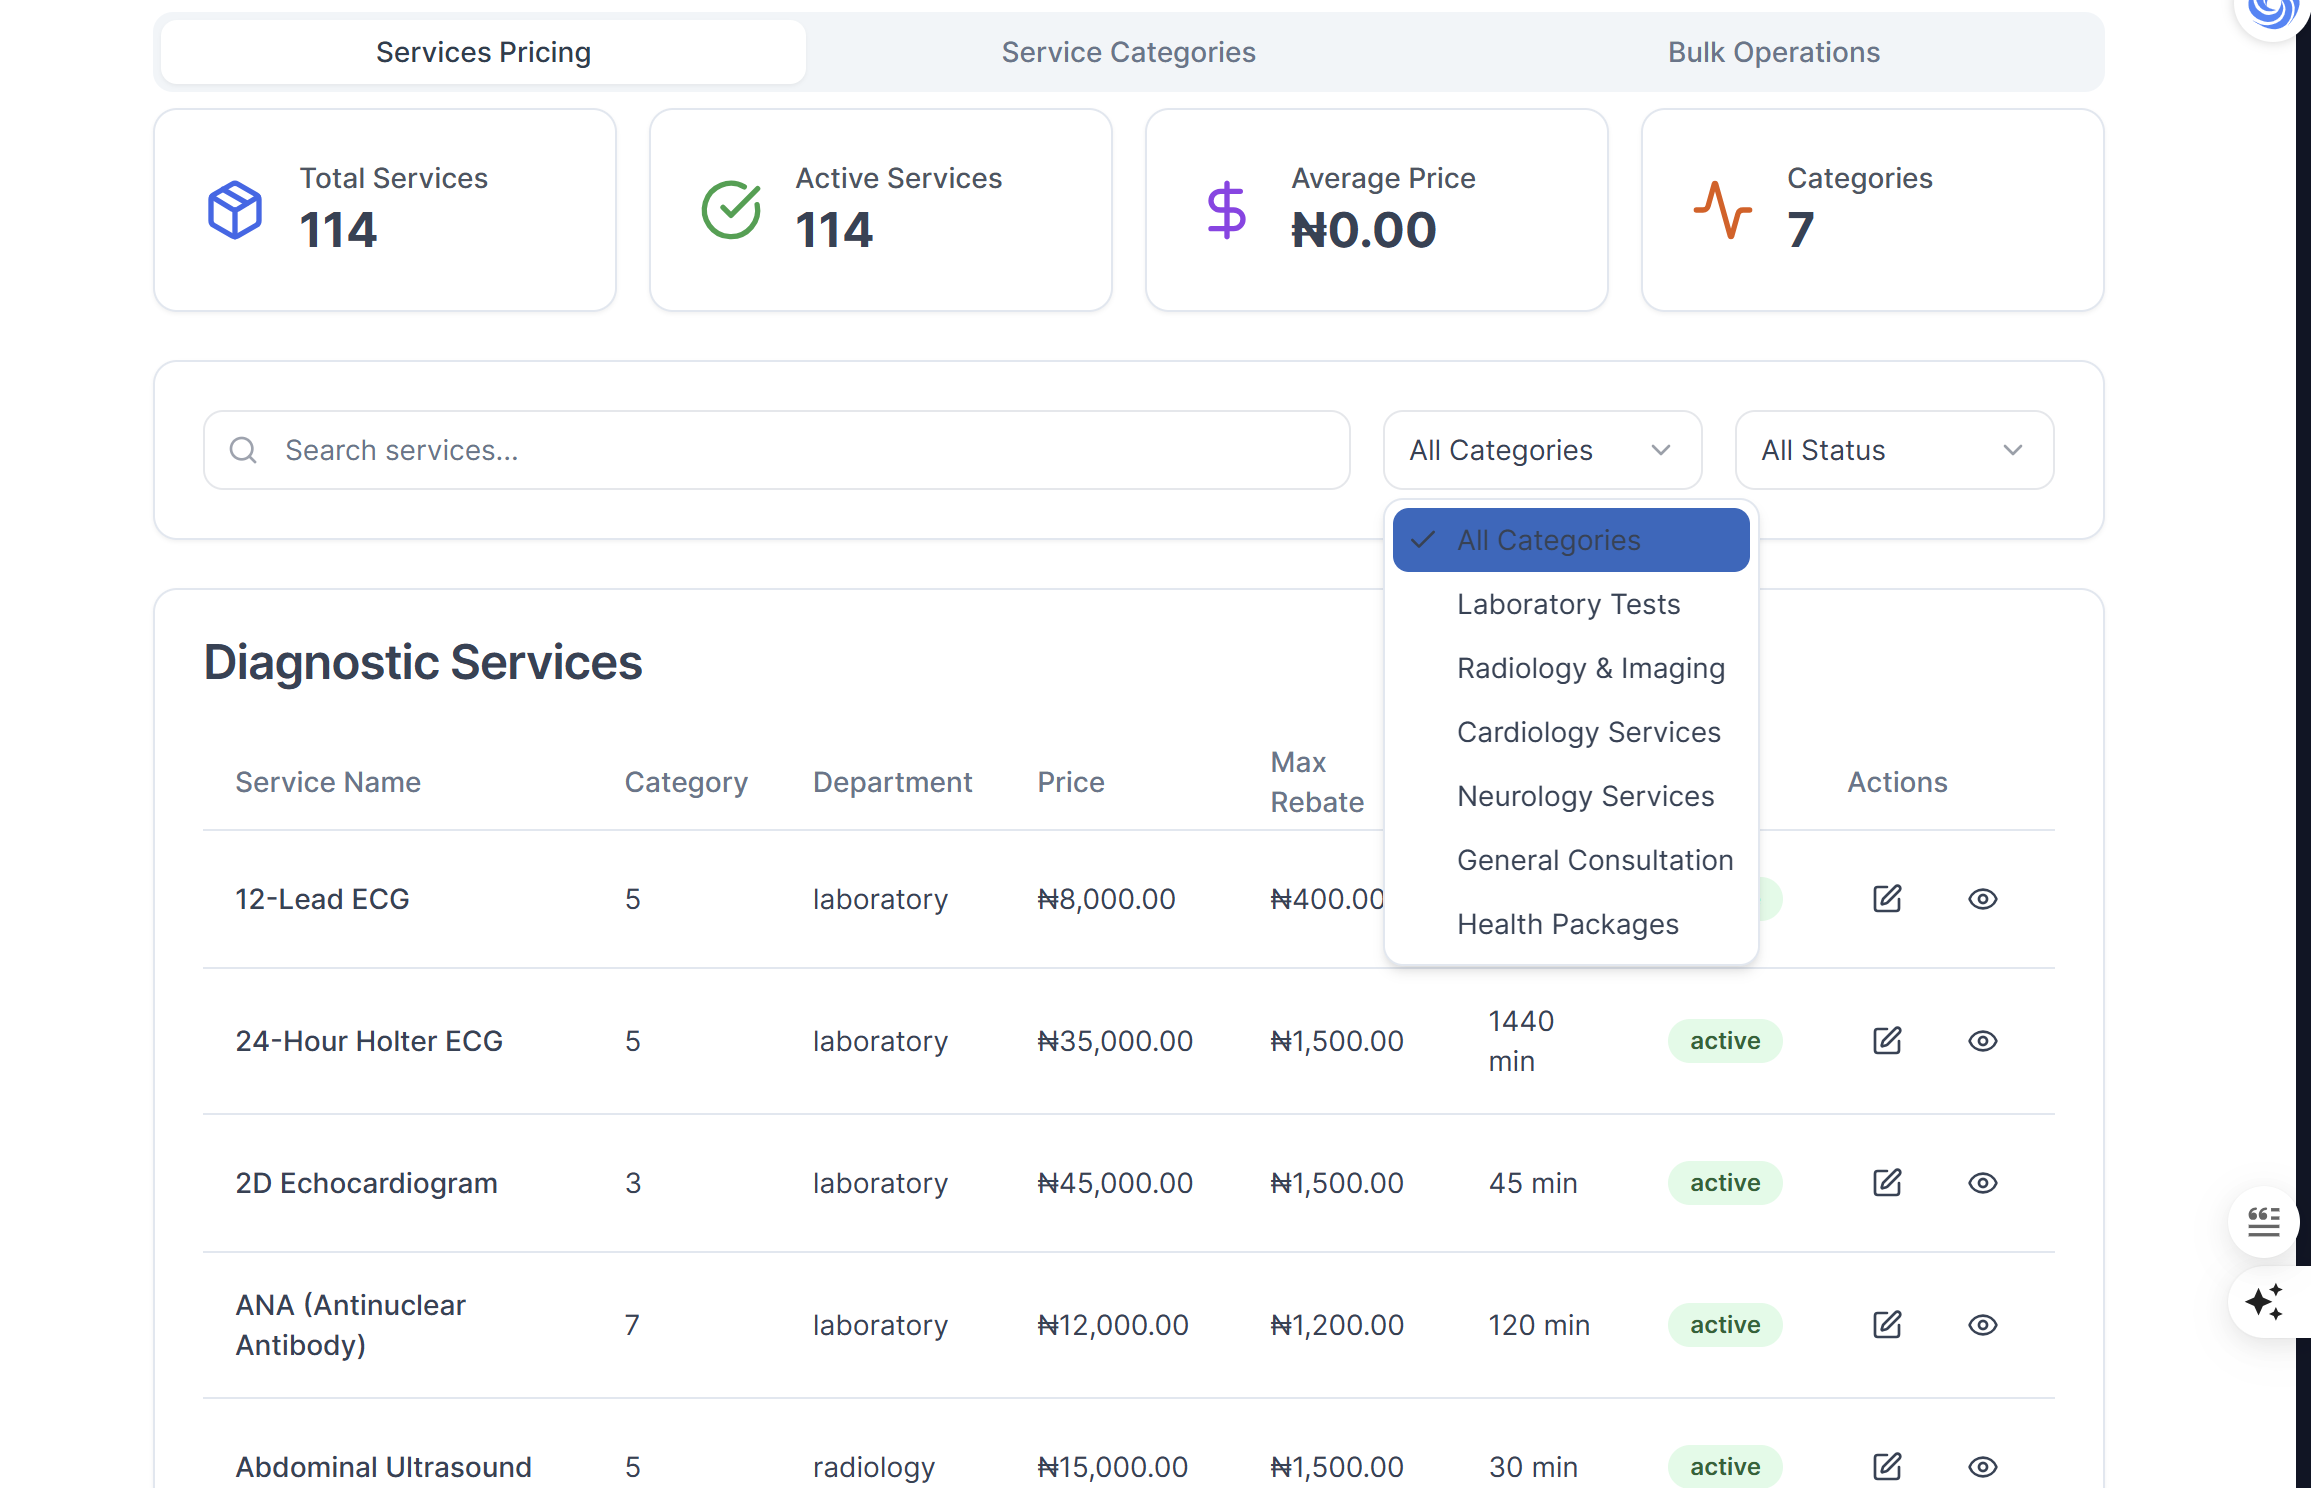 Services Pricing
Service Categories
Bulk Operations
Total Services
114
Active Services
114
Average Price
₦0.00
Categories
7
Search services...
All Categories
All Status
All Categories
Laboratory Tests
Radiology & Imaging
Cardiology Services
Neurology Services
General Consultation
Health Packages
Diagnostic Services
Service Name
Category
Department
Price
Max
Rebate
Actions
12-Lead ECG
5
laboratory
₦8,000.00
₦400.00
24-Hour Holter ECG
5
laboratory
₦35,000.00
₦1,500.00
1440
min
active
2D Echocardiogram
3
laboratory
₦45,000.00
₦1,500.00
45 min
active
ANA (Antinuclear
Antibody)
7
laboratory
₦12,000.00
₦1,200.00
120 min
active
Abdominal Ultrasound
5
radiology
₦15,000.00
₦1,500.00
30 min
active